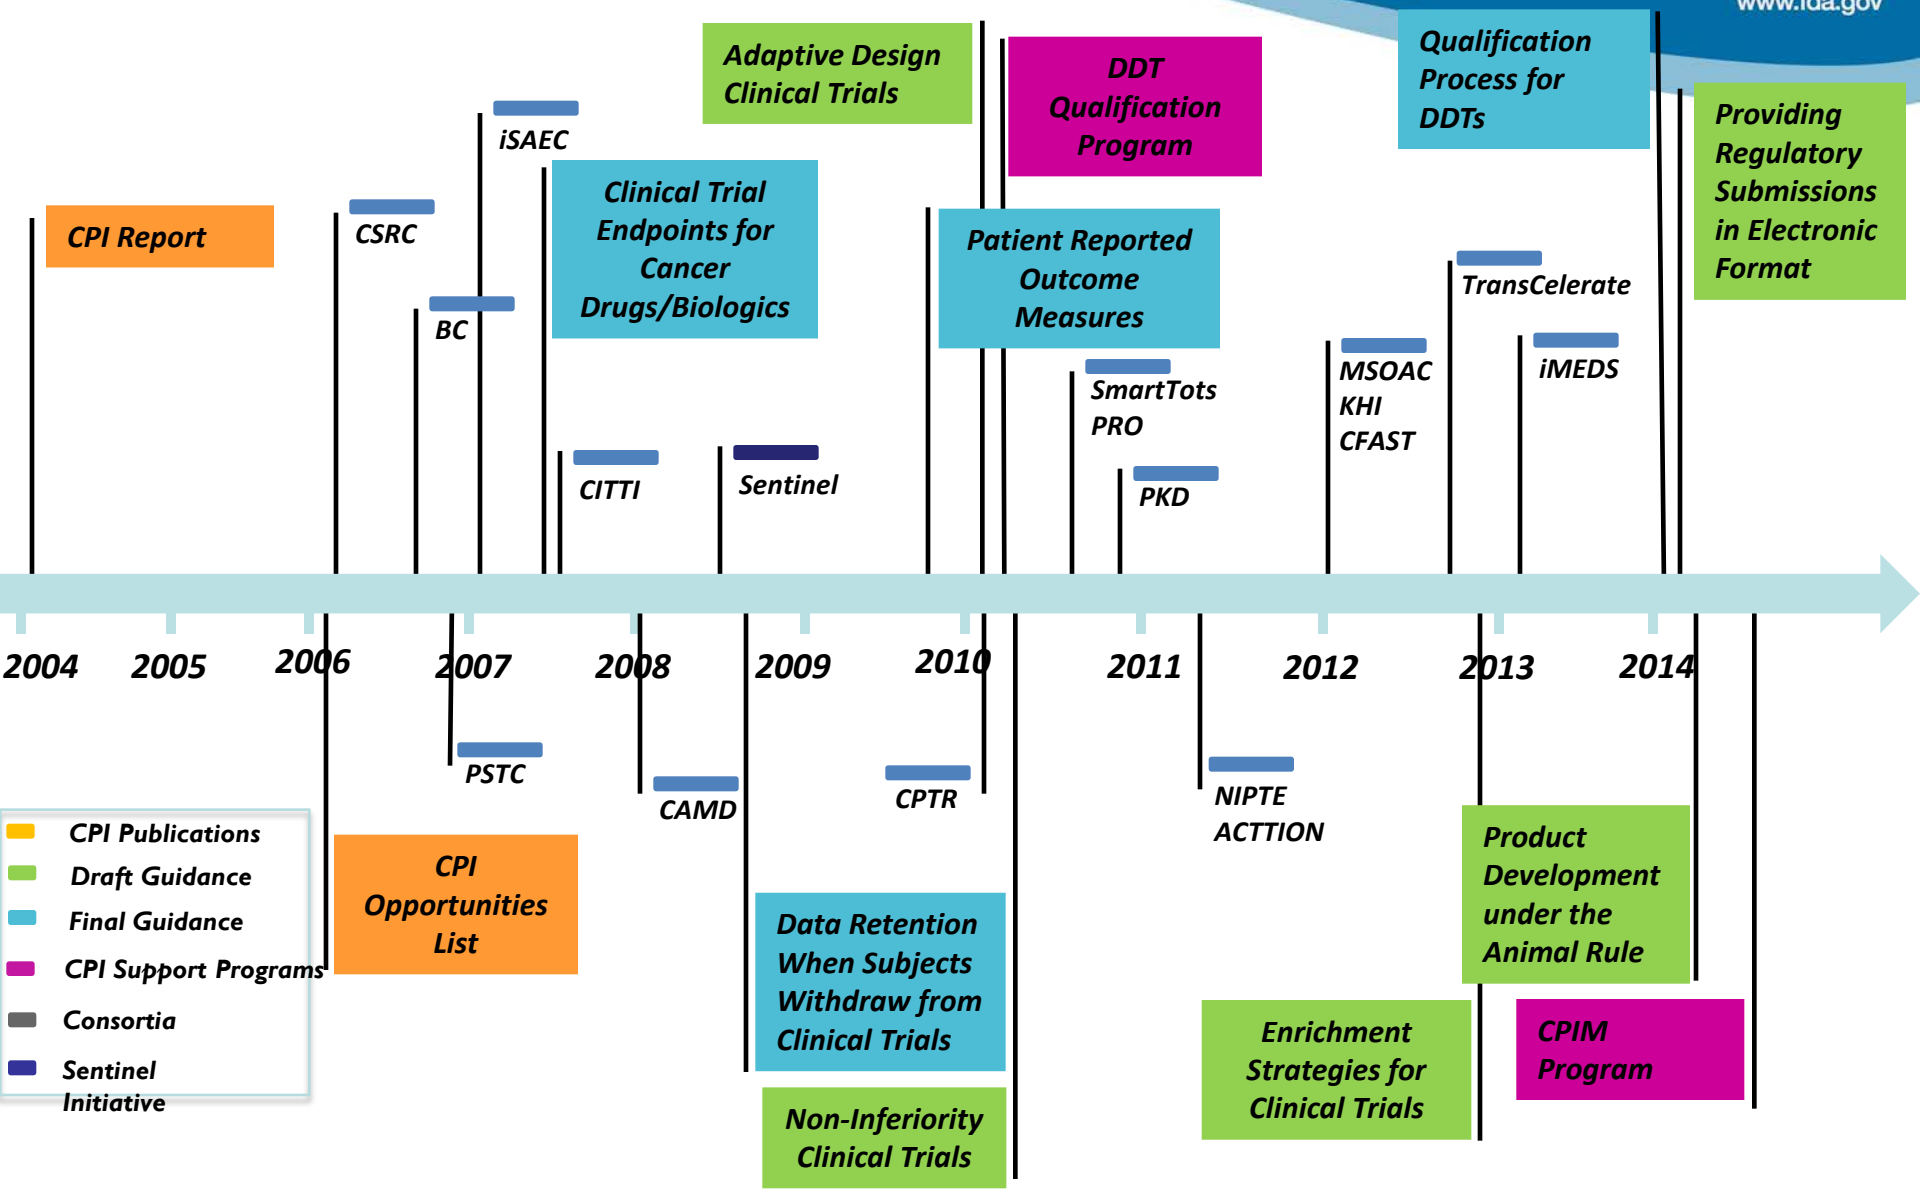 www.fda.gov
Adaptive Design
Clinical Trials
DDT
Qualification
Program
Qualification
Process for
DDTs
Providing
Regulatory
Submissions
in Electronic
Format
iSAEC
Clinical Trial
Endpoints for
Cancer
Drugs/Biologics
CPI Report
CSRC
BC
Patient Reported
Outcome
Measures
TransCelerate
SmartTots
PRO
MSOAC
KHI
CFAST
iMEDS
CITTI
Sentinel
PKD
2004
2005
2006
2007
2008
2009
2010
2011
2012
2013
2014
PSTC
CAMD
CPTR
NIPTE
ACTTION
CPI Publications
Draft Guidance
Final Guidance
CPI Support Programs
Consortia
Sentinel
Initiative
CPI
Opportunities
List
Data Retention
When Subjects
Withdraw from
Clinical Trials
Non-Inferiority
Clinical Trials
Product
Development
under the
Animal Rule
Enrichment
Strategies for
Clinical Trials
CPIM
Program